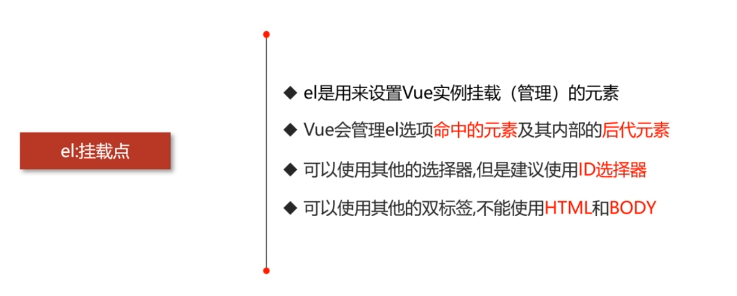 el:挂载点
◆ el是用来设置Vue实例挂载（管理）的元素
◆ Vue会管理el选项命中的元素及其内部的后代元素
◆ 可以使用其他的选择器,但是建议使用ID选择器
◆ 可以使用其他的双标签,不能使用HTML和BODY